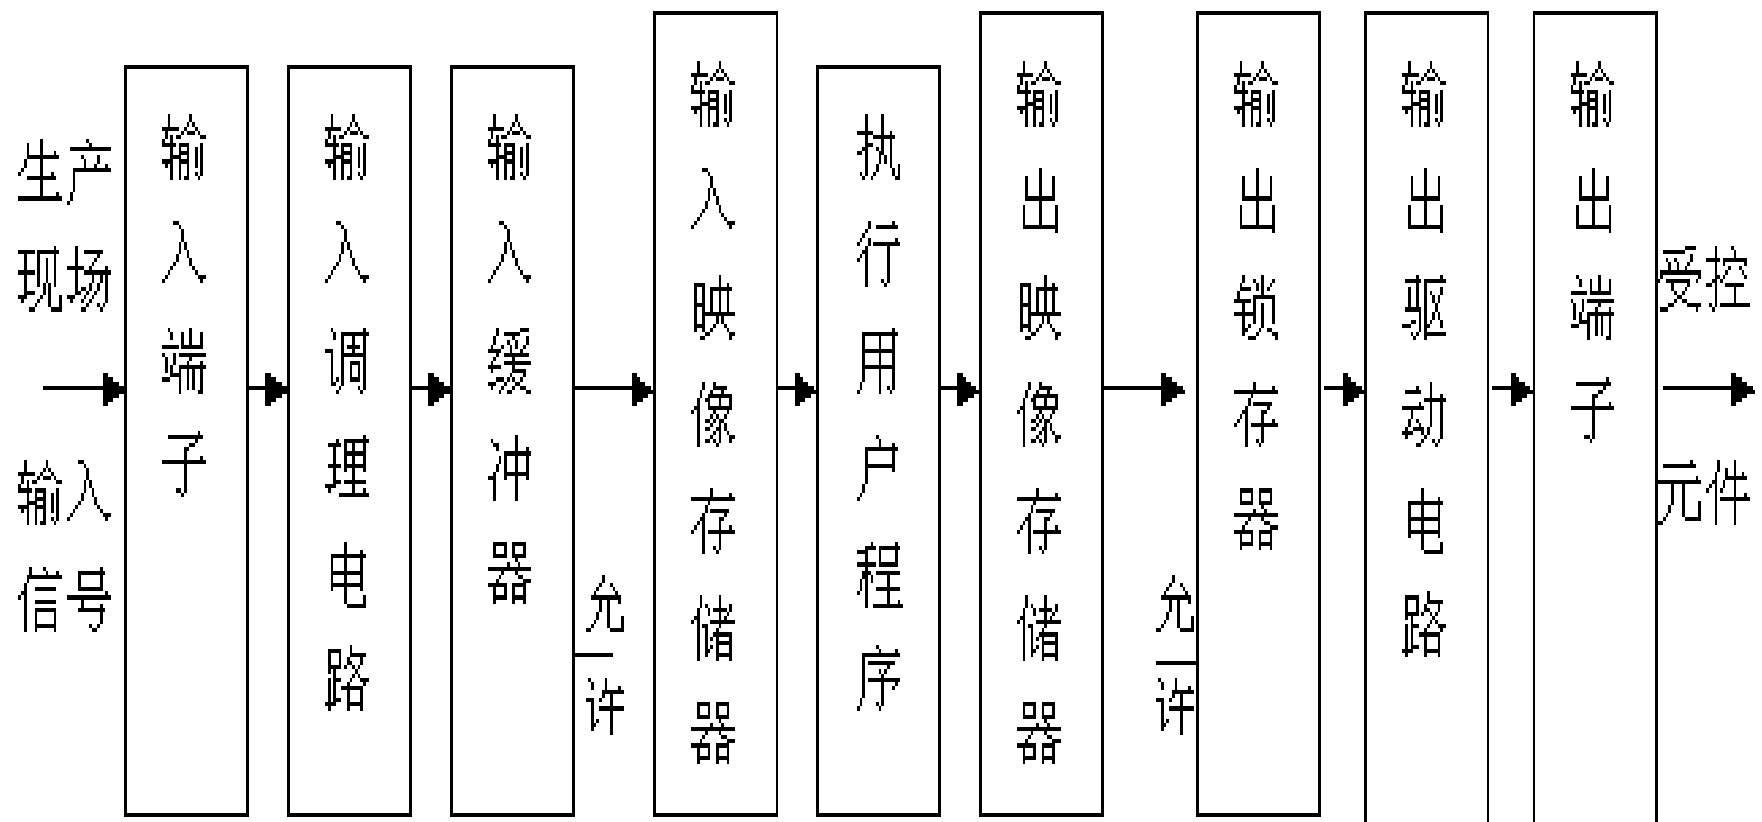 生产
现场
输入
信号
输入端子
输入调理电路
输入缓冲器
允许
输入映像存储器
执行用户程序
输出映像存储器
允许
输出锁存器
输出驱动电路
输出端子
受控
元件